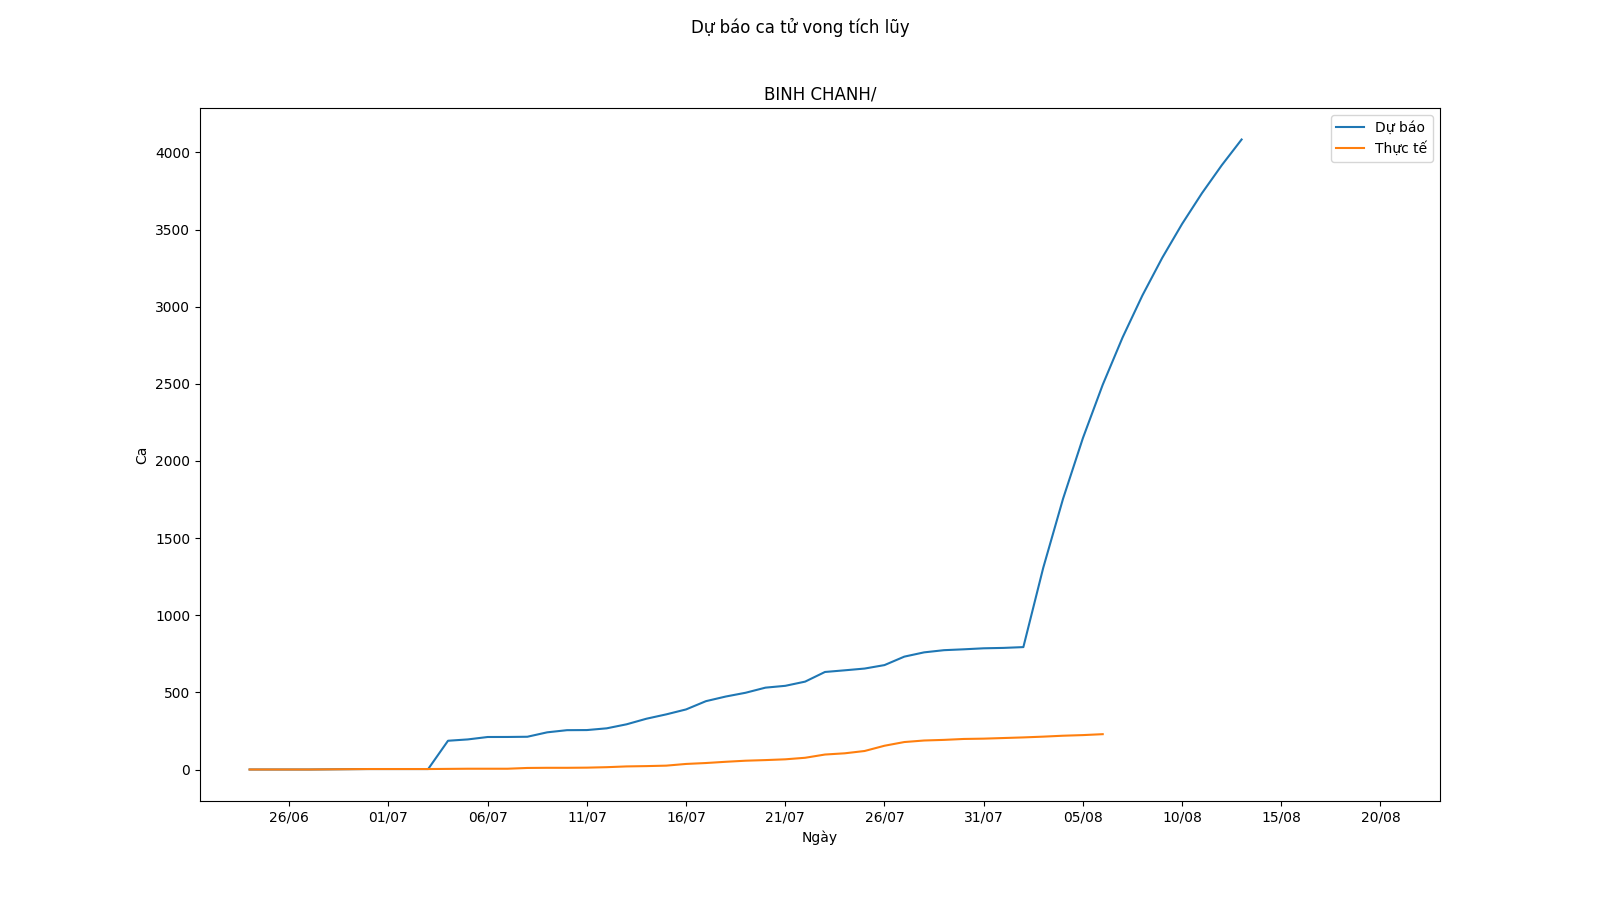 Dự báo ca tử vong tích lũy
BINH CHANH/
Dự báo
Thực tế
4000
3500
3000
2500
2000
1500
1000
500
0
Ca
26/06 01/07 06/07 11/07 16/07 21/07 26/07 31/07 05/08 10/08 15/08 20/08
Ngày